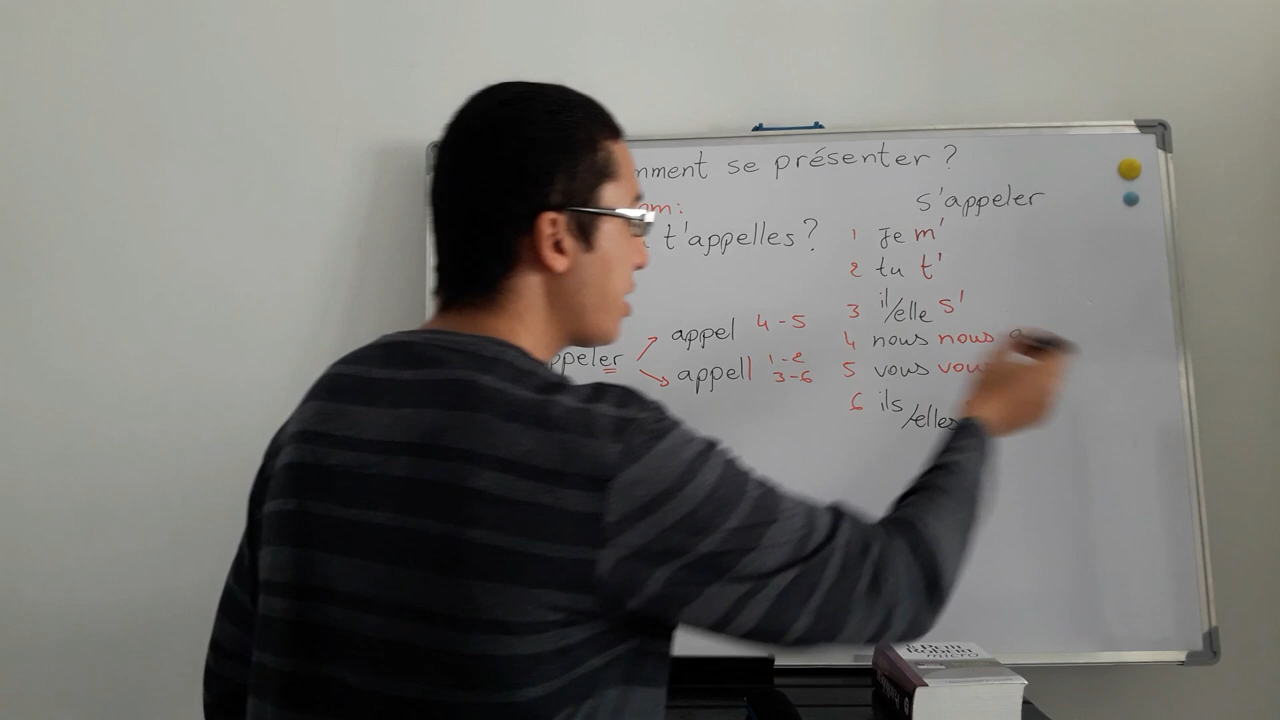 mment se présenter ?
m :
s'appeler
t'appelles ?
1 Je m'
2 tu t'
3 il/elle s'
4 nous nous a
5 vous vous
6 ils/elles
ppeler
appel 4-5
appell 1-2
3-6
micro